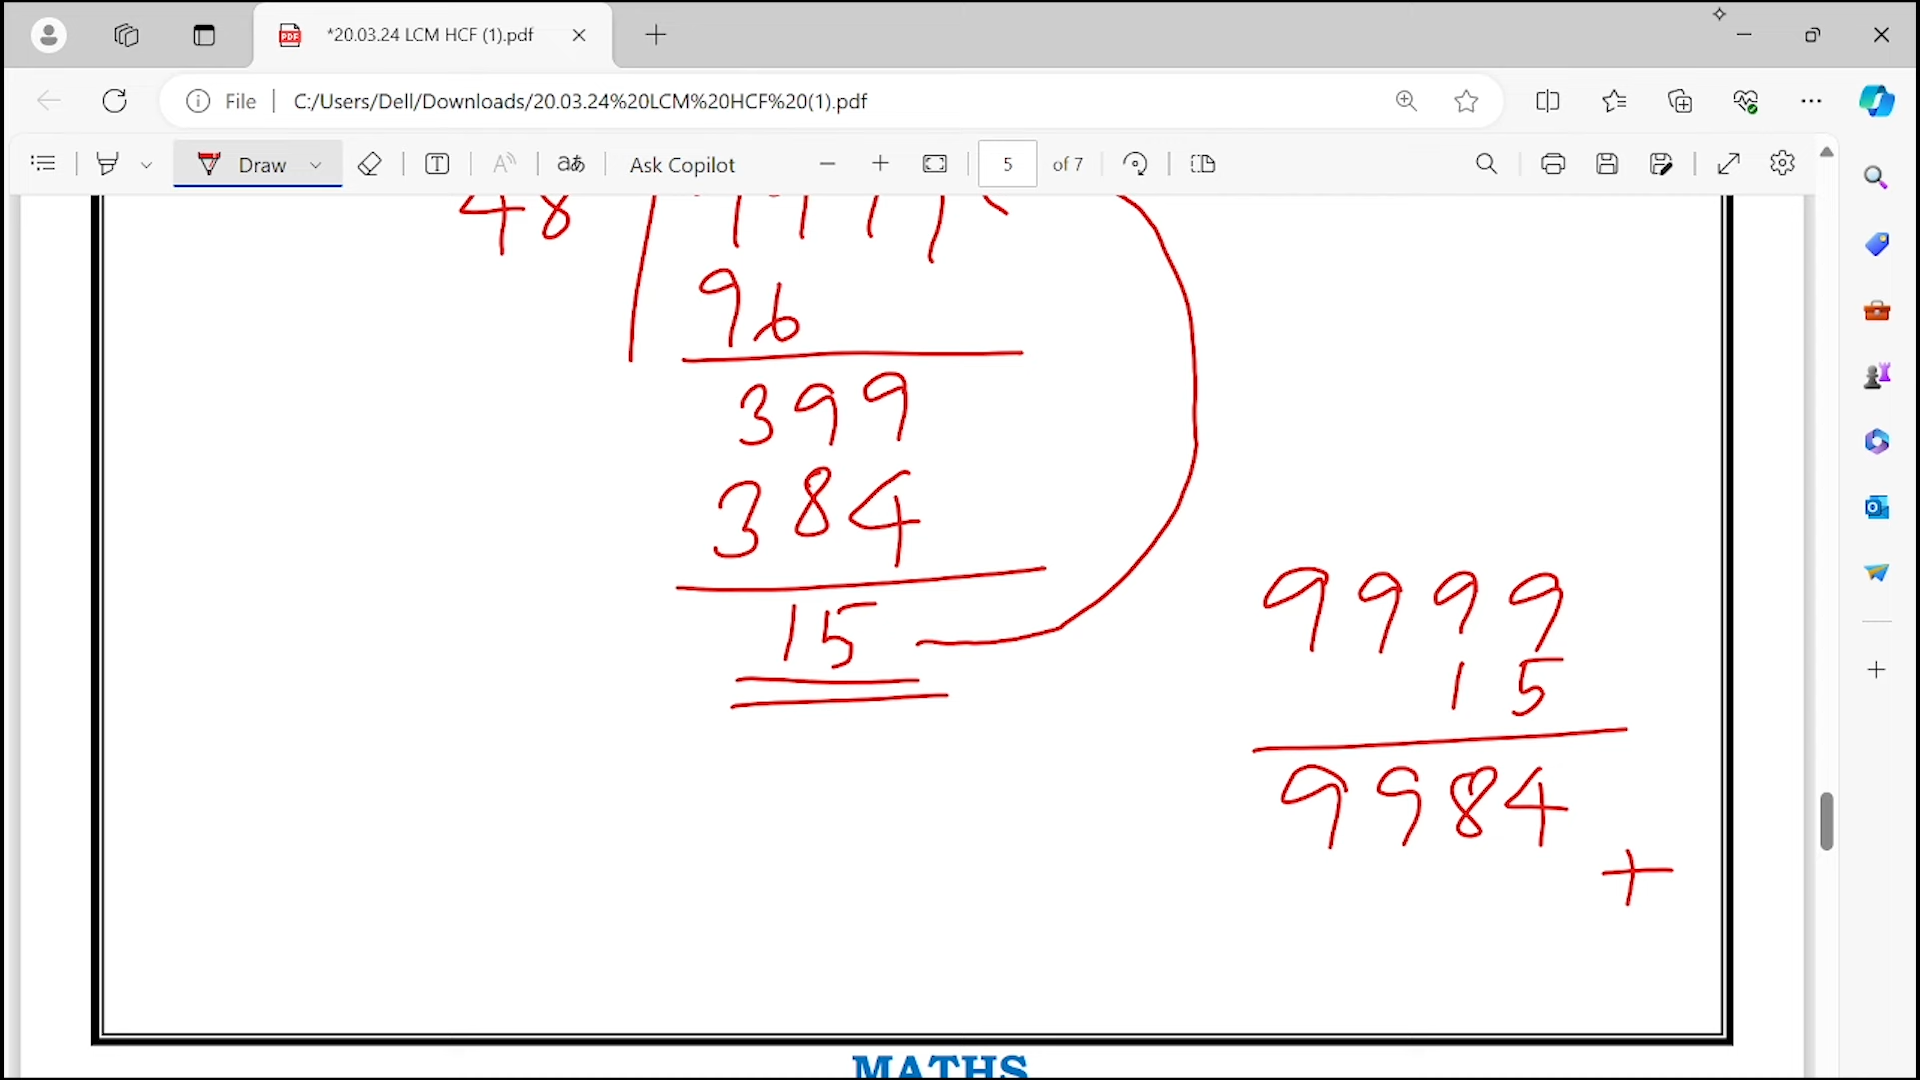 *20.03.24 LCM HCF (1).pdf
File C:/Users/Dell/Downloads/20.03.24%20LCM%20HCF%20(1).pdf
Draw Ask Copilot 5 of 7
48 9999
96
399
384
15
9999
15
9984
+
MATHS